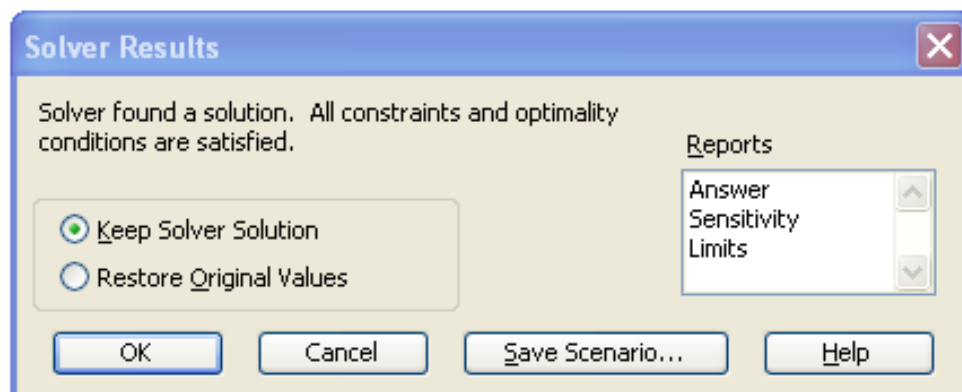 Solver Results
Solver found a solution.  All constraints and optimality
conditions are satisfied.
Reports
Answer
Sensitivity
Limits
Keep Solver Solution
Restore Original Values
OK
Cancel
Save Scenario...
Help